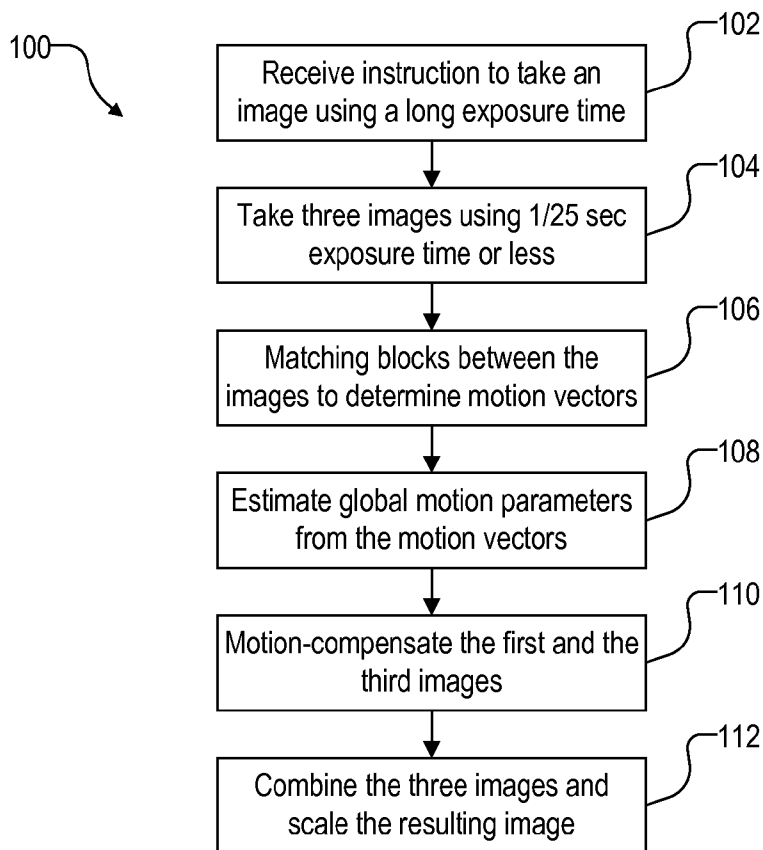 100
102
Receive instruction to take an
image using a long exposure time
104
Take three images using 1/25 sec
exposure time or less
106
Matching blocks between the
images to determine motion vectors
108
Estimate global motion parameters
from the motion vectors
110
Motion-compensate the first and the
third images
112
Combine the three images and
scale the resulting image